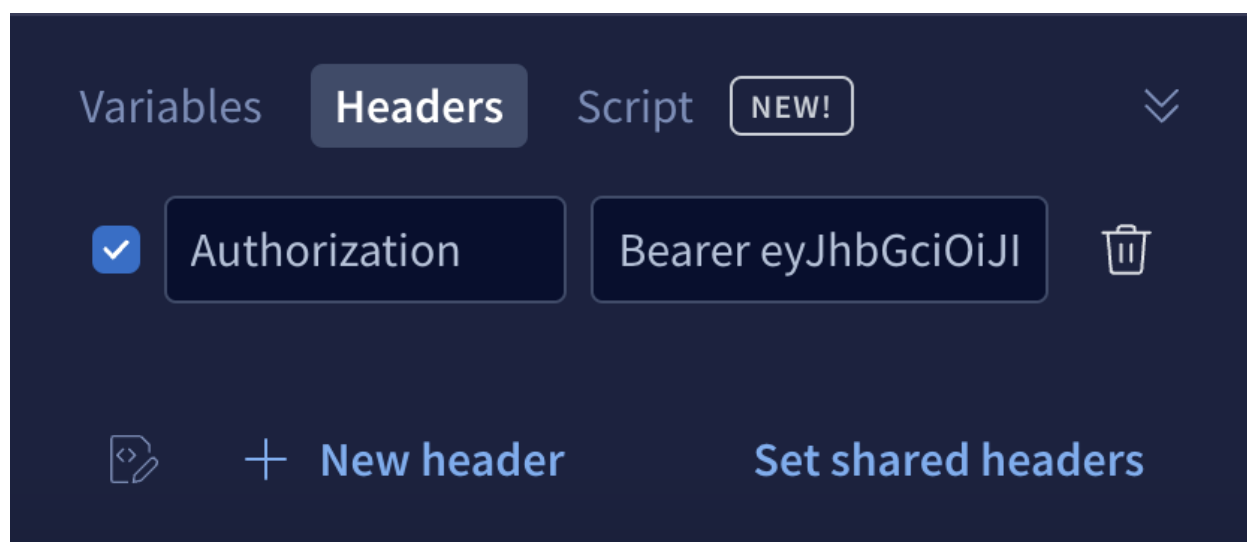 Variables Headers Script NEW!
Authorization Bearer eyJhbGciOiJI
New header Set shared headers